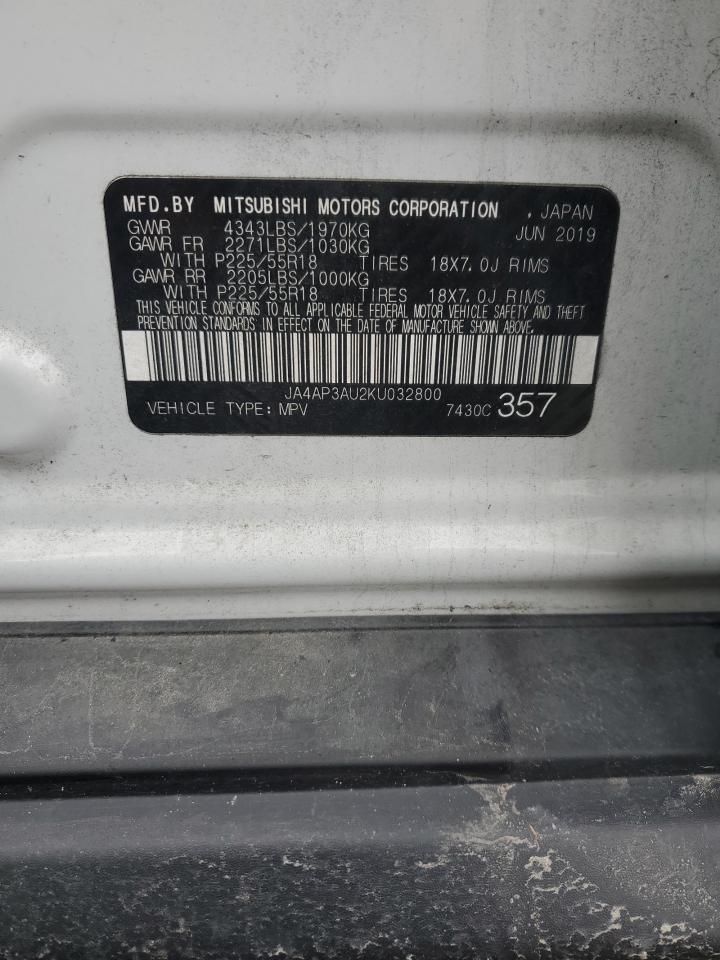 MFD.BY MITSUBISHI MOTORS CORPORATION , JAPAN
GVWR 4343LBS/1970KG JUN 2019
GAWR FR 2271LBS/1030KG
WITH P225/55R18 TIRES 18X7.0J RIMS
GAWR RR 2205LBS/1000KG
WITH P225/55R18 TIRES 18X7.0J RIMS
THIS VEHICLE CONFORMS TO ALL APPLICABLE FEDERAL MOTOR VEHICLE SAFETY AND THEFT
PREVENTION STANDARDS IN EFFECT ON THE DATE OF MANUFACTURE SHOWN ABOVE.
JA4AP3AU2KU032800
VEHICLE TYPE: MPV 7430C 357